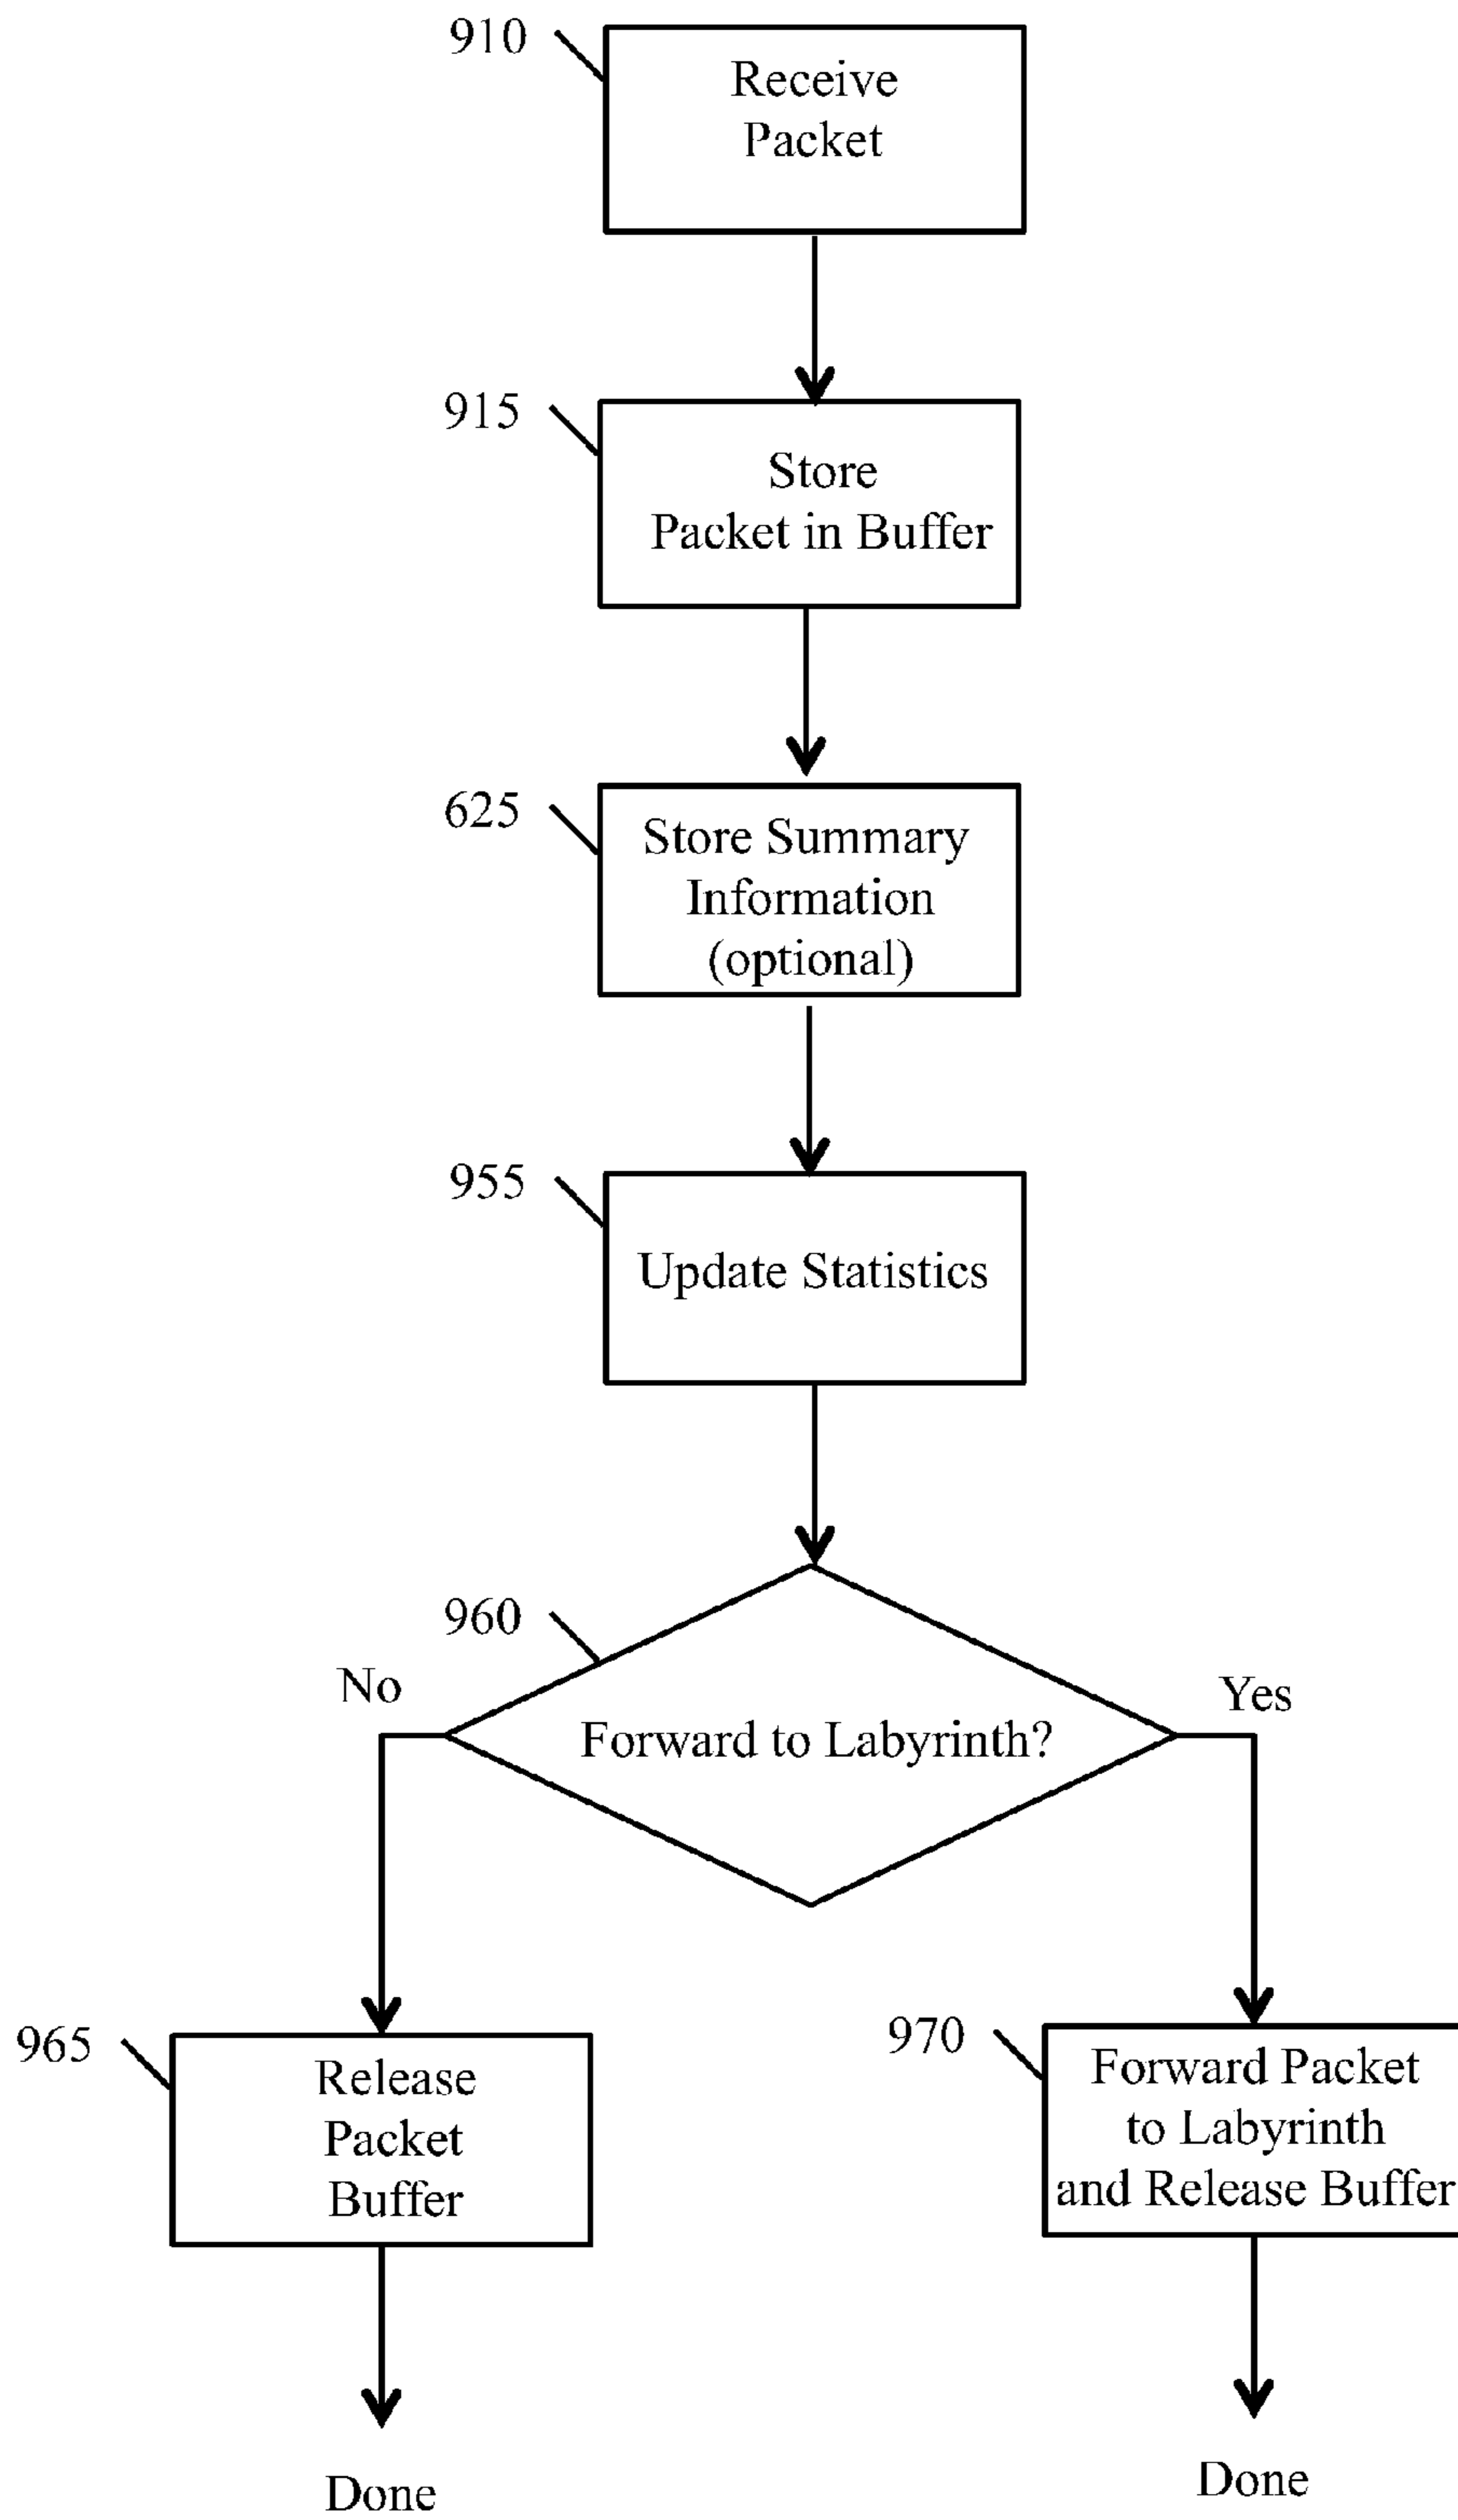 910
Receive
Packet
915
Store
Packet in Buffer
625
Store Summary
Information
(optional)
955
Update Statistics
960
No
Yes
Forward to Labyrinth?
965
Release
Packet
Buffer
970
Forward Packet
to Labyrinth
and Release Buffer
Done
Done